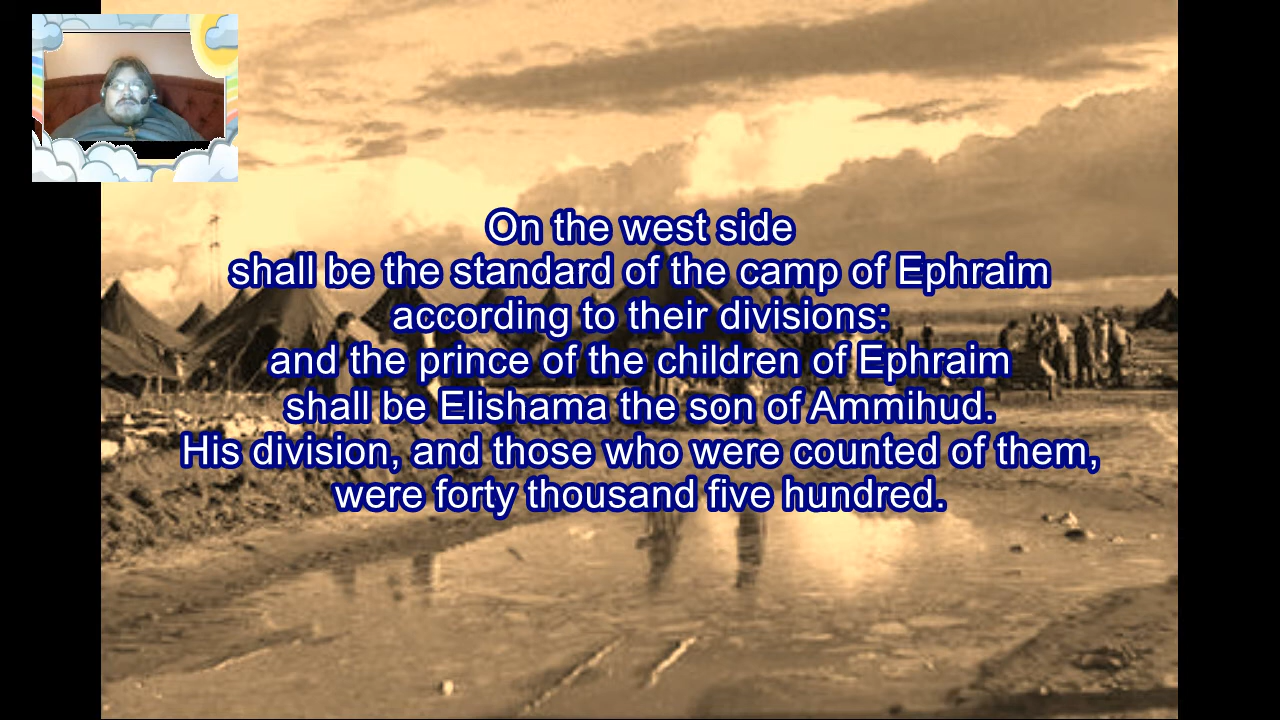 On the west side
shall be the standard of the camp of Ephraim
according to their divisions:
and the prince of the children of Ephraim
shall be Elishama the son of Ammihud.
His division, and those who were counted of them,
were forty thousand five hundred.